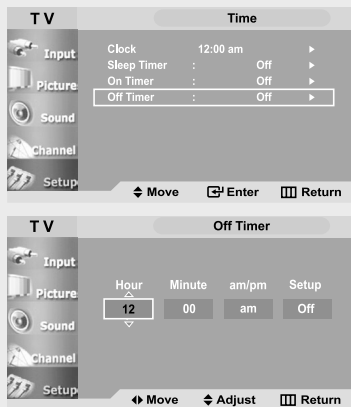 T V
Time
Input
Picture
Sound
Channel
Setup
Clock 12:00 am
Sleep Timer : Off
On Timer : Off
Off Timer : Off
Move Enter Return
T V
Off Timer
Input
Picture
Sound
Channel
Setup
Hour Minute am/pm Setup
12 00 am Off
Move Adjust Return